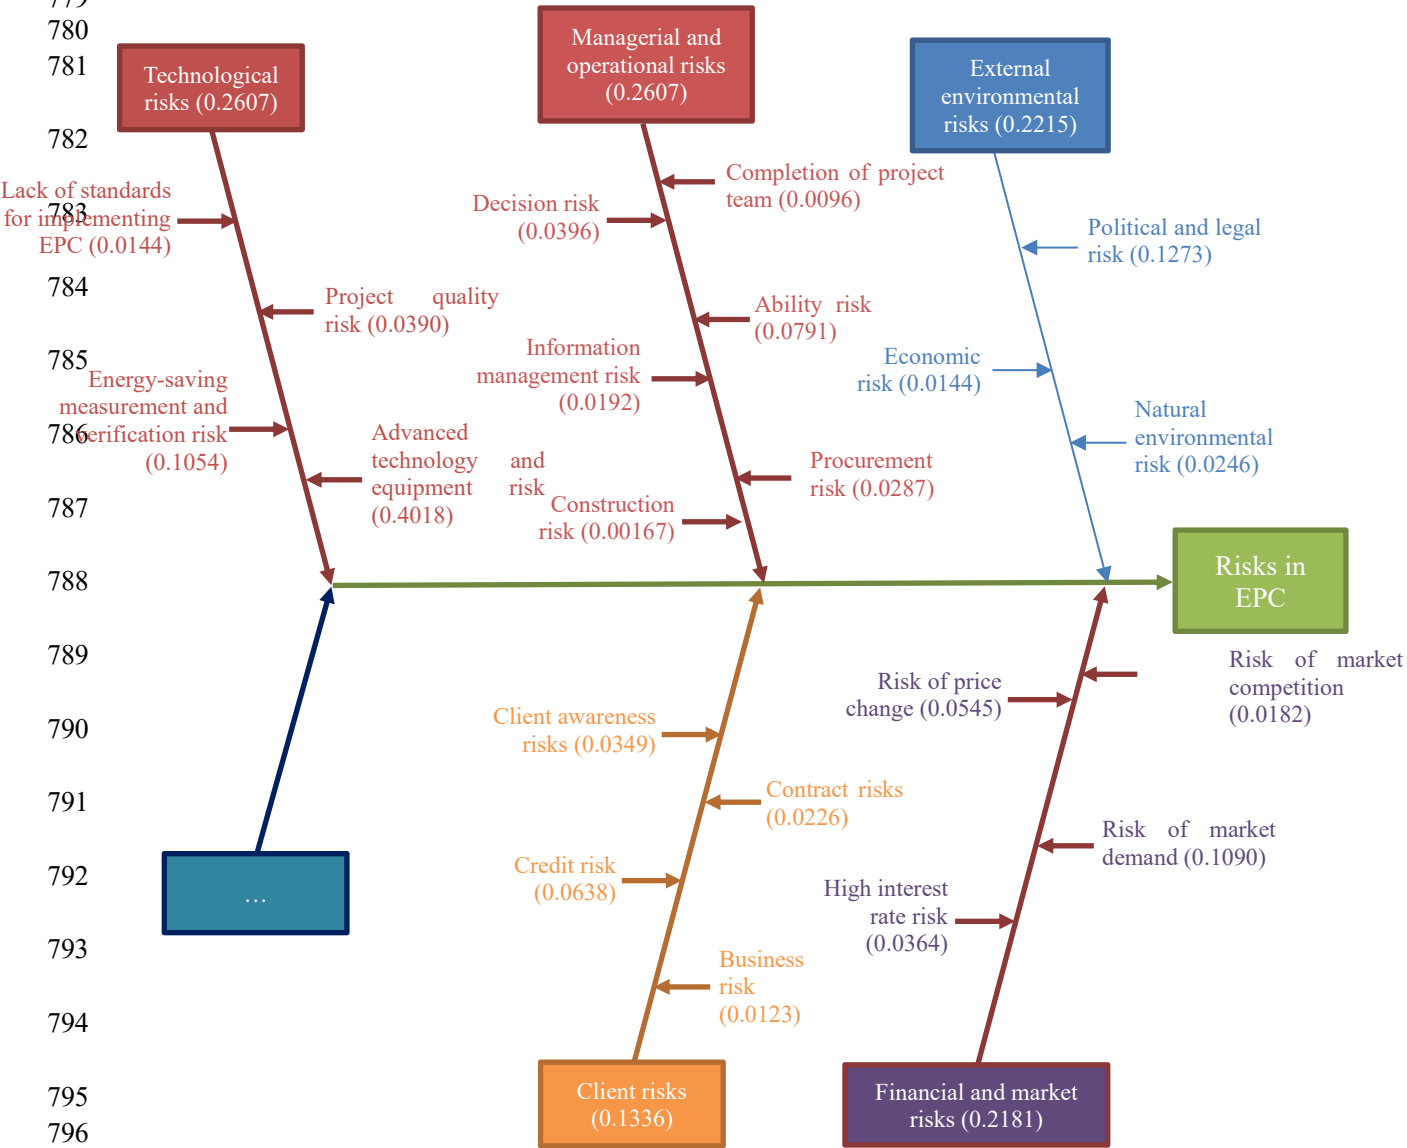 779
780
781
782
783
784
785
786
787
788
789
790
791
792
793
794
795
796
Technological
risks (0.2607)
Managerial and
operational risks
(0.2607)
External
environmental
risks (0.2215)
Lack of standards
for implementing
EPC (0.0144)
Project quality
risk (0.0390)
Energy-saving
measurement and
verification risk
(0.1054)
Advanced
technology and
equipment risk
(0.4018)
Completion of project
team (0.0096)
Decision risk
(0.0396)
Ability risk
(0.0791)
Information
management risk
(0.0192)
Procurement
risk (0.0287)
Construction
risk (0.00167)
Political and legal
risk (0.1273)
Economic
risk (0.0144)
Natural
environmental
risk (0.0246)
Risks in
EPC
Client awareness
risks (0.0349)
Contract risks
(0.0226)
Credit risk
(0.0638)
Business
risk
(0.0123)
Risk of price
change (0.0545)
Risk of market
competition
(0.0182)
Risk of market
demand (0.1090)
High interest
rate risk
(0.0364)
...
Client risks
(0.1336)
Financial and market
risks (0.2181)